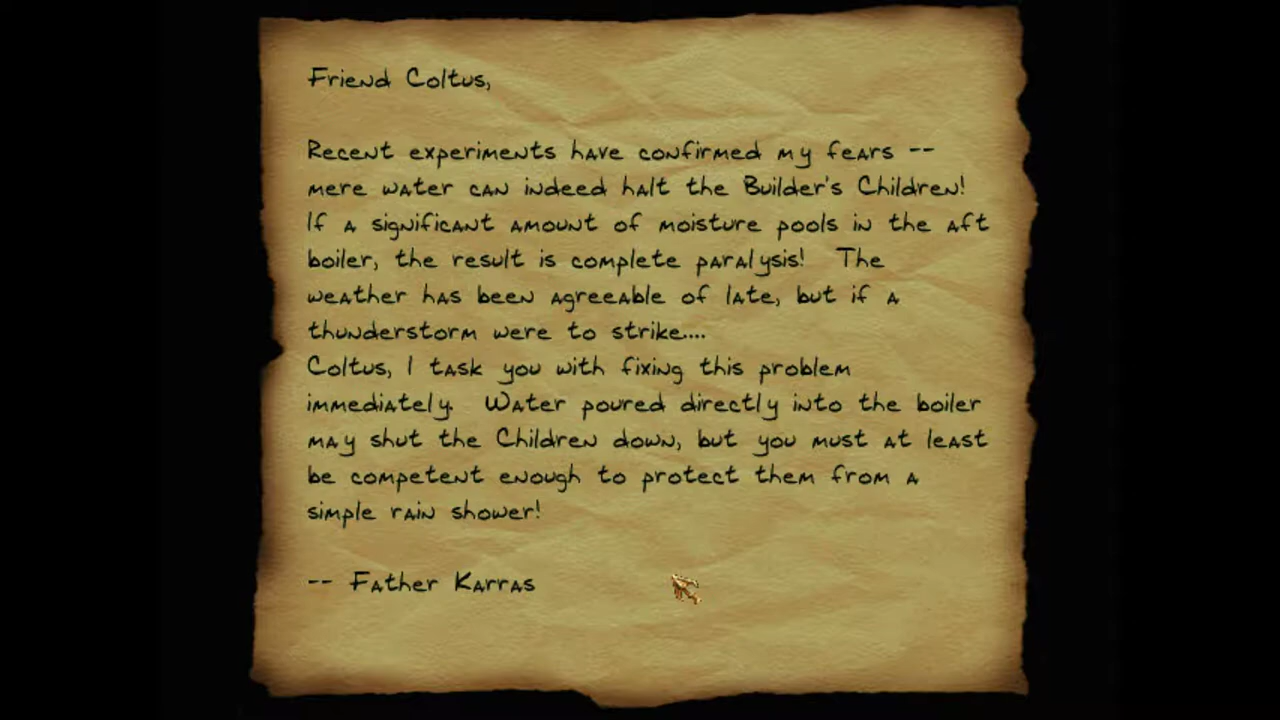 Friend Coltus,
Recent experiments have confirmed my fears --
mere water can indeed halt the Builder's Children!
If a significant amount of moisture pools in the aft
boiler, the result is complete paralysis!  The
weather has been agreeable of late, but if a
thunderstorm were to strike....
Coltus, I task you with fixing this problem
immediately.  Water poured directly into the boiler
may shut the Children down, but you must at least
be competent enough to protect them from a
simple rain shower!
-- Father Karras